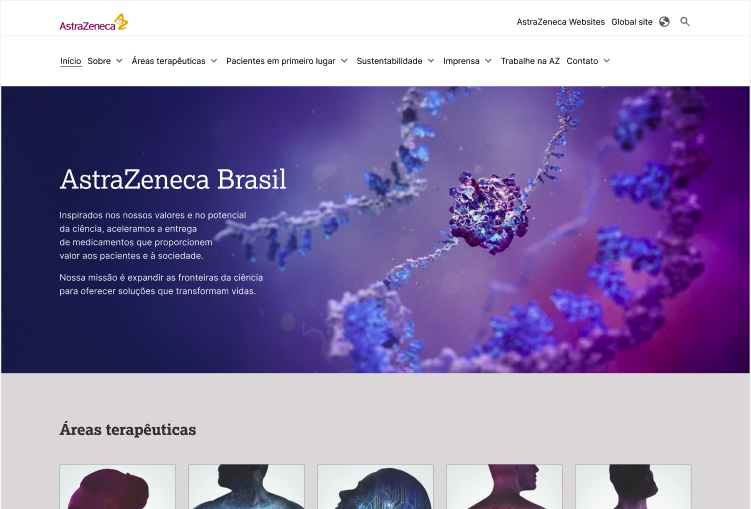 AstraZeneca
AstraZeneca Websites Global site
Início Sobre Áreas terapêuticas Pacientes em primeiro lugar Sustentabilidade Imprensa Trabalhe na AZ Contato
AstraZeneca Brasil
Inspirados nos nossos valores e no potencial
da ciência, aceleramos a entrega
de medicamentos que proporcionem
valor aos pacientes e à sociedade.
Nossa missão é expandir as fronteiras da ciência
para oferecer soluções que transformam vidas.
Áreas terapêuticas